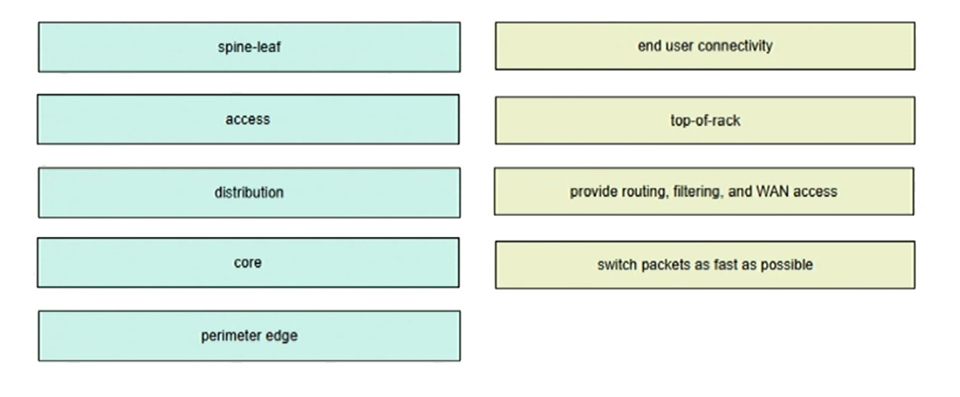 spine-leaf
access
distribution
core
perimeter edge
end user connectivity
top-of-rack
provide routing, filtering, and WAN access
switch packets as fast as possible